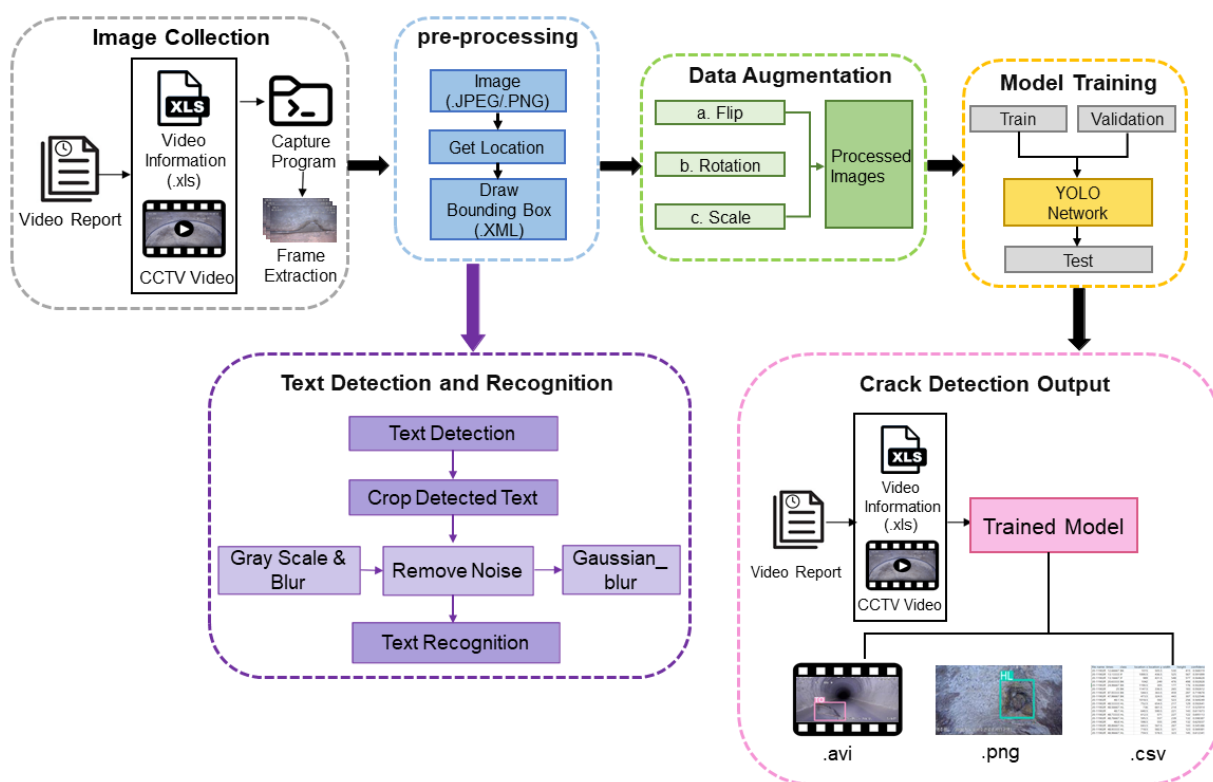 Image Collection
XLS
Video
Information
(.xls)
CCTV Video
Video Report
Capture
Program
Frame
Extraction
pre-processing
Image
(.JPEG/.PNG)
Get Location
Draw
Bounding Box
(.XML)
Data Augmentation
a. Flip
b. Rotation
c. Scale
Processed
Images
Model Training
Train
Validation
YOLO
Network
Test
Text Detection and Recognition
Text Detection
Crop Detected Text
Gray Scale &
Blur
Remove Noise
Gaussian_
blur
Text Recognition
Crack Detection Output
XLS
Video
Information
(.xls)
CCTV Video
Video Report
Trained Model
HL
.avi
.png
.csv